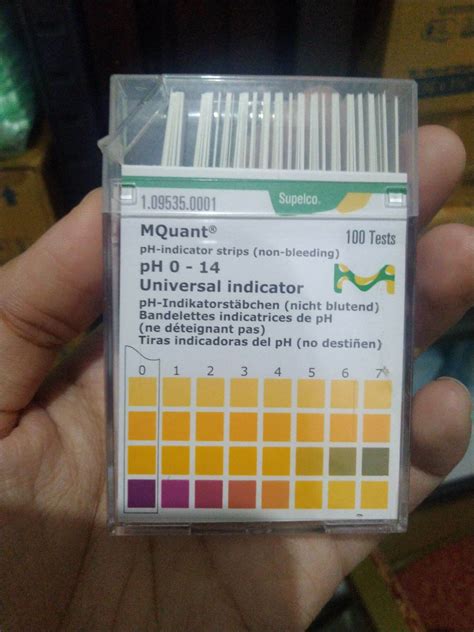 1.09535.0001
Supelco®
MQuant®
100 Tests
pH-indicator strips (non-bleeding)
pH 0 - 14
Universal indicator
pH-Indikatorstäbchen (nicht blutend)
Bandelettes indicatrices de pH
(ne déteignant pas)
Tiras indicadoras del pH (no destiñen)
0 1 2 3 4 5 6 7